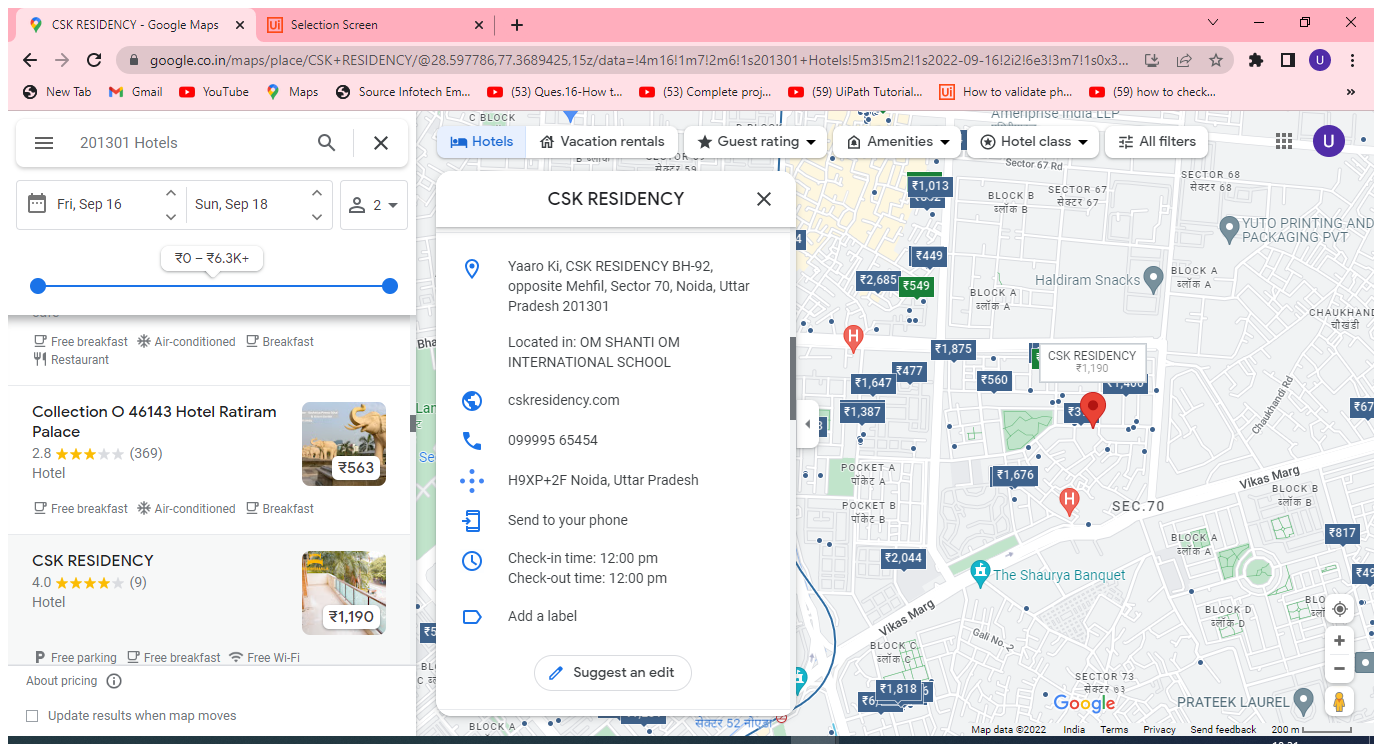 CSK RESIDENCY - Google Maps
Selection Screen
google.co.in/maps/place/CSK+RESIDENCY/@28.597786,77.3689425,15z/data=!4m16!1m7!2m6!1s201301+Hotels!5m3!5m2!1s2022-09-16!2i2!6e3!3m7!1s0x3...
U
New Tab
Gmail
YouTube
Maps
Source Infotech Em...
(53) Ques.16-How t...
(53) Complete proj...
(59) UiPath Tutorial...
How to validate ph...
(59) how to check...
»
201301 Hotels
Fri, Sep 16
Sun, Sep 18
2
₹0 – ₹6.3K+
Free breakfast
Air-conditioned
Breakfast
Restaurant
Collection O 46143 Hotel Ratiram
Palace
2.8
(369)
Hotel
₹563
Free breakfast
Air-conditioned
Breakfast
CSK RESIDENCY
4.0
(9)
Hotel
₹1,190
Free parking
Free breakfast
Free Wi-Fi
About pricing
Update results when map moves
Hotels
Vacation rentals
Guest rating
Amenities
Hotel class
All filters
U
CSK RESIDENCY
Yaaro Ki, CSK RESIDENCY BH-92,
opposite Mehfil, Sector 70, Noida, Uttar
Pradesh 201301
Located in: OM SHANTI OM
INTERNATIONAL SCHOOL
cskresidency.com
099995 65454
H9XP+2F Noida, Uttar Pradesh
Send to your phone
Check-in time: 12:00 pm
Check-out time: 12:00 pm
Add a label
Suggest an edit
C BLOCK
Ameriprise India LLP
Sector 67 Rd
SECTOR 68
सेक्टर 68
₹1,013
BLOCK B
ब्लॉक B
SECTOR 67
सेक्टर 67
YUTO PRINTING AND
PACKAGING PVT
₹449
₹2,685
₹549
Haldiram Snacks
BLOCK A
ब्लॉक A
BLOCK A
ब्लॉक A
CHAUKHANDI
चौखंडी
H
₹1,875
CSK RESIDENCY
₹1,190
₹477
₹1,647
₹560
₹1,387
Chaukhandi Rd
₹67
POCKET A
पॉकेट A
₹1,676
Vikas Marg
BLOCK B
ब्लॉक B
POCKET B
पॉकेट B
H
SEC.70
₹817
BLOCK A
ब्लॉक A
₹2,044
The Shaurya Banquet
Vikas Marg
BLOCK D
ब्लॉक-D
Gali No. 2
BLOCK C
ब्लॉक C
SECTOR 73
सेक्टर 73
₹1,818
PRATEEK LAUREL
Google
BLOCK A
सेक्टर 52 नोएडा
BLOCK A
ब्लॉक A
Map data ©2022
India
Terms
Privacy
Send feedback
200 m